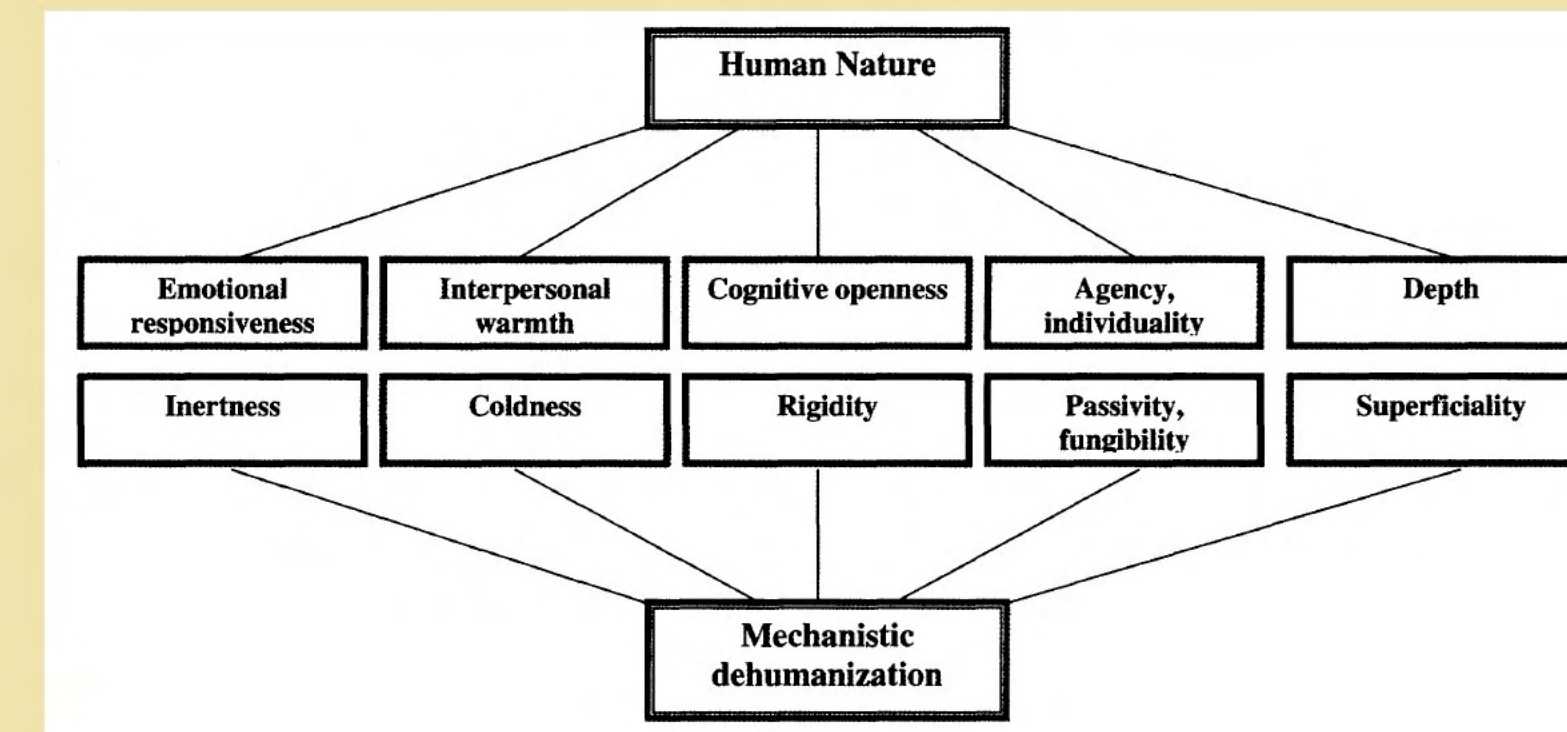 Human Nature
Emotional
responsiveness
Interpersonal
warmth
Cognitive openness
Agency,
individuality
Depth
Inertness
Coldness
Rigidity
Passivity,
fungibility
Superficiality
Mechanistic
dehumanization